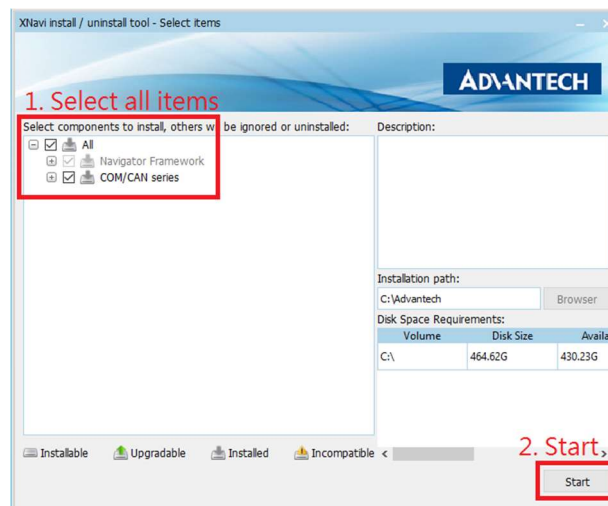 XNavi install / uninstall tool - Select items
ADVANTECH
1. Select all items
Select components to install, others be ignored or uninstalled:
All
Navigator Framework
COM/CAN series
Description:
Installation path:
C:\Advantech
Browser
Disk Space Requirements:
Volume Disk Size
C:\ 464.62G 430.23G
Installable Upgradable Installed Incompatible
2. Start
Start